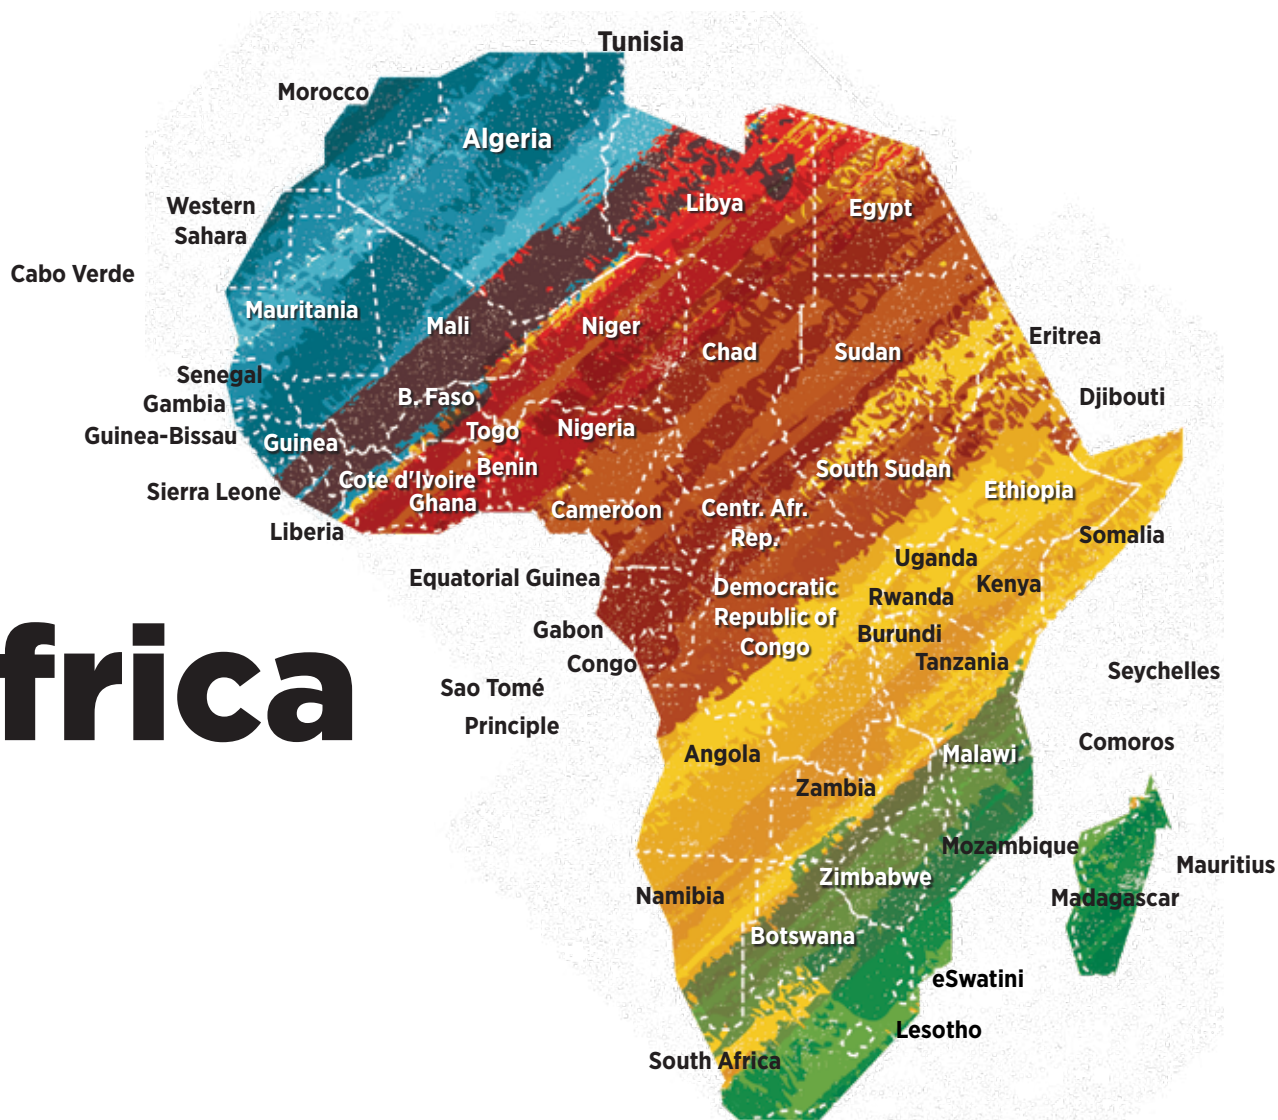 Tunisia
Morocco
Algeria
Western
Sahara
Libya
Egypt
Cabo Verde
Mauritania
Mali
Niger
Chad
Sudan
Eritrea
Senegal
B. Faso
Djibouti
Gambia
Guinea-Bissau
Guinea
Togo
Nigeria
Benin
South Sudan
Cote d'Ivoire
Ghana
Sierra Leone
Ethiopia
Liberia
Cameroon
Centr. Afr.
Rep.
Somalia
Uganda
Equatorial Guinea
Democratic
Republic of
Congo
Rwanda
Kenya
Gabon
Burundi
Congo
Tanzania
Seychelles
frica
Sao Tomé
Principle
Angola
Malawi
Comoros
Zambia
Mozambique
Mauritius
Zimbabwe
Namibia
Madagascar
Botswana
eSwatini
Lesotho
South Africa